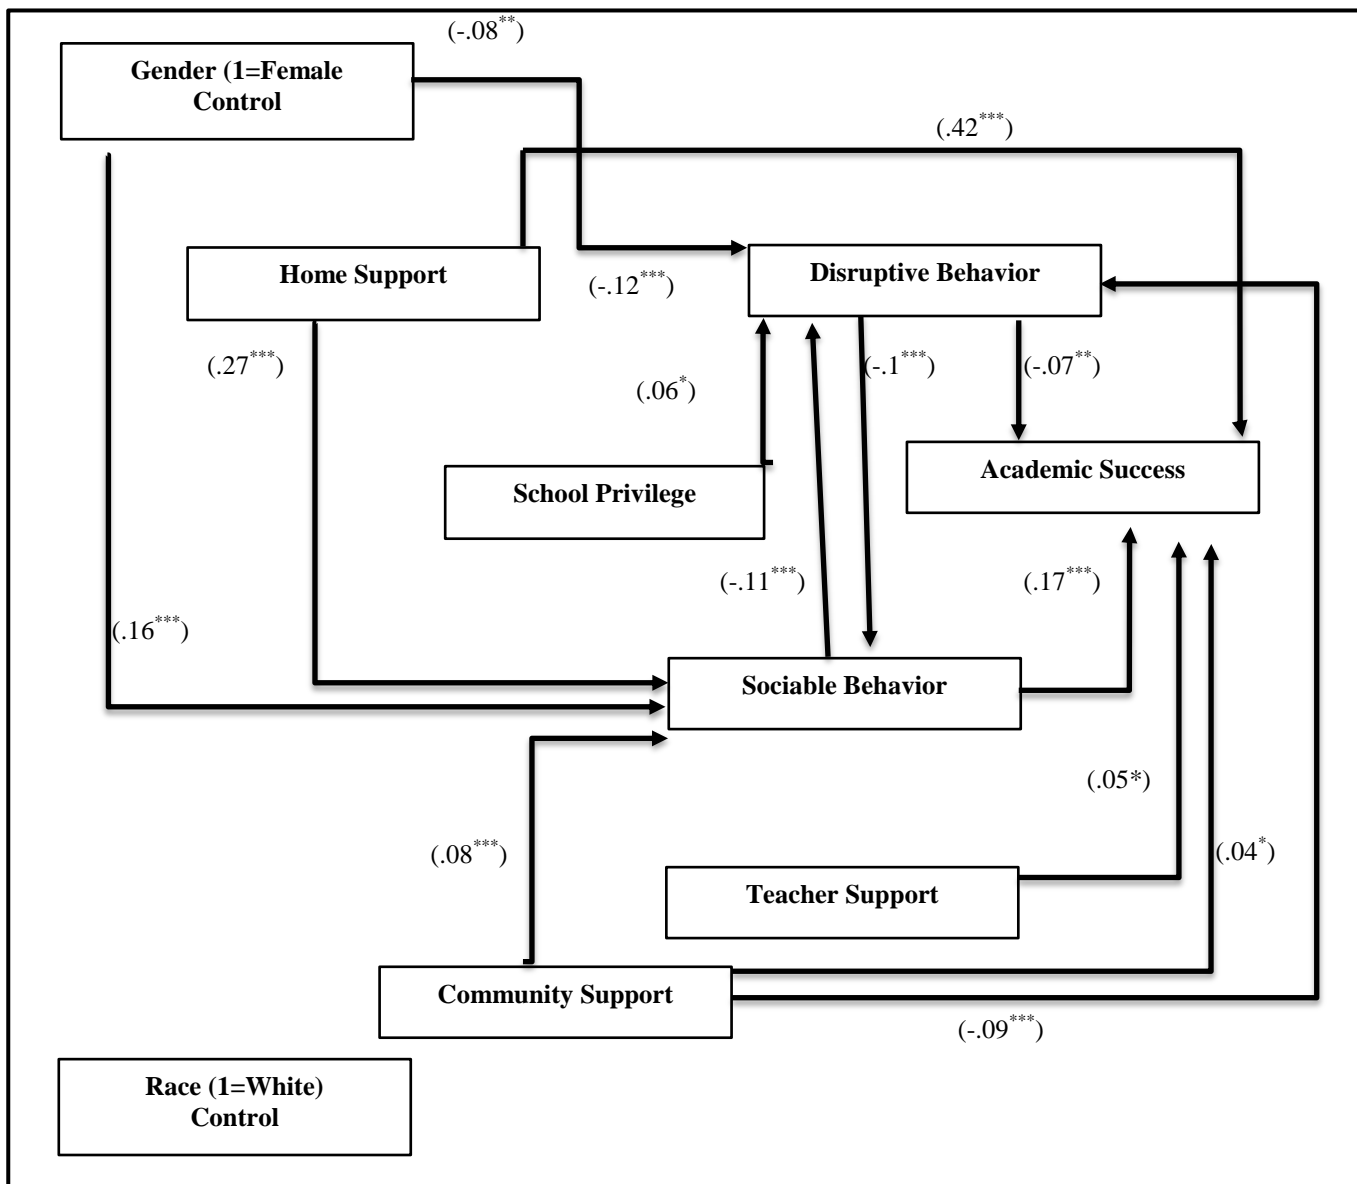 (-.08**)
Gender (1=Female
Control
(.42***)
Home Support
(-.12***)
Disruptive Behavior
(.27***)
(.06*)
(-.1***)
(-.07**)
School Privilege
Academic Success
(-.11***)
(.17***)
(.16***)
Sociable Behavior
(.05*)
(.08***)
(.04*)
Teacher Support
Community Support
(-.09***)
Race (1=White)
Control